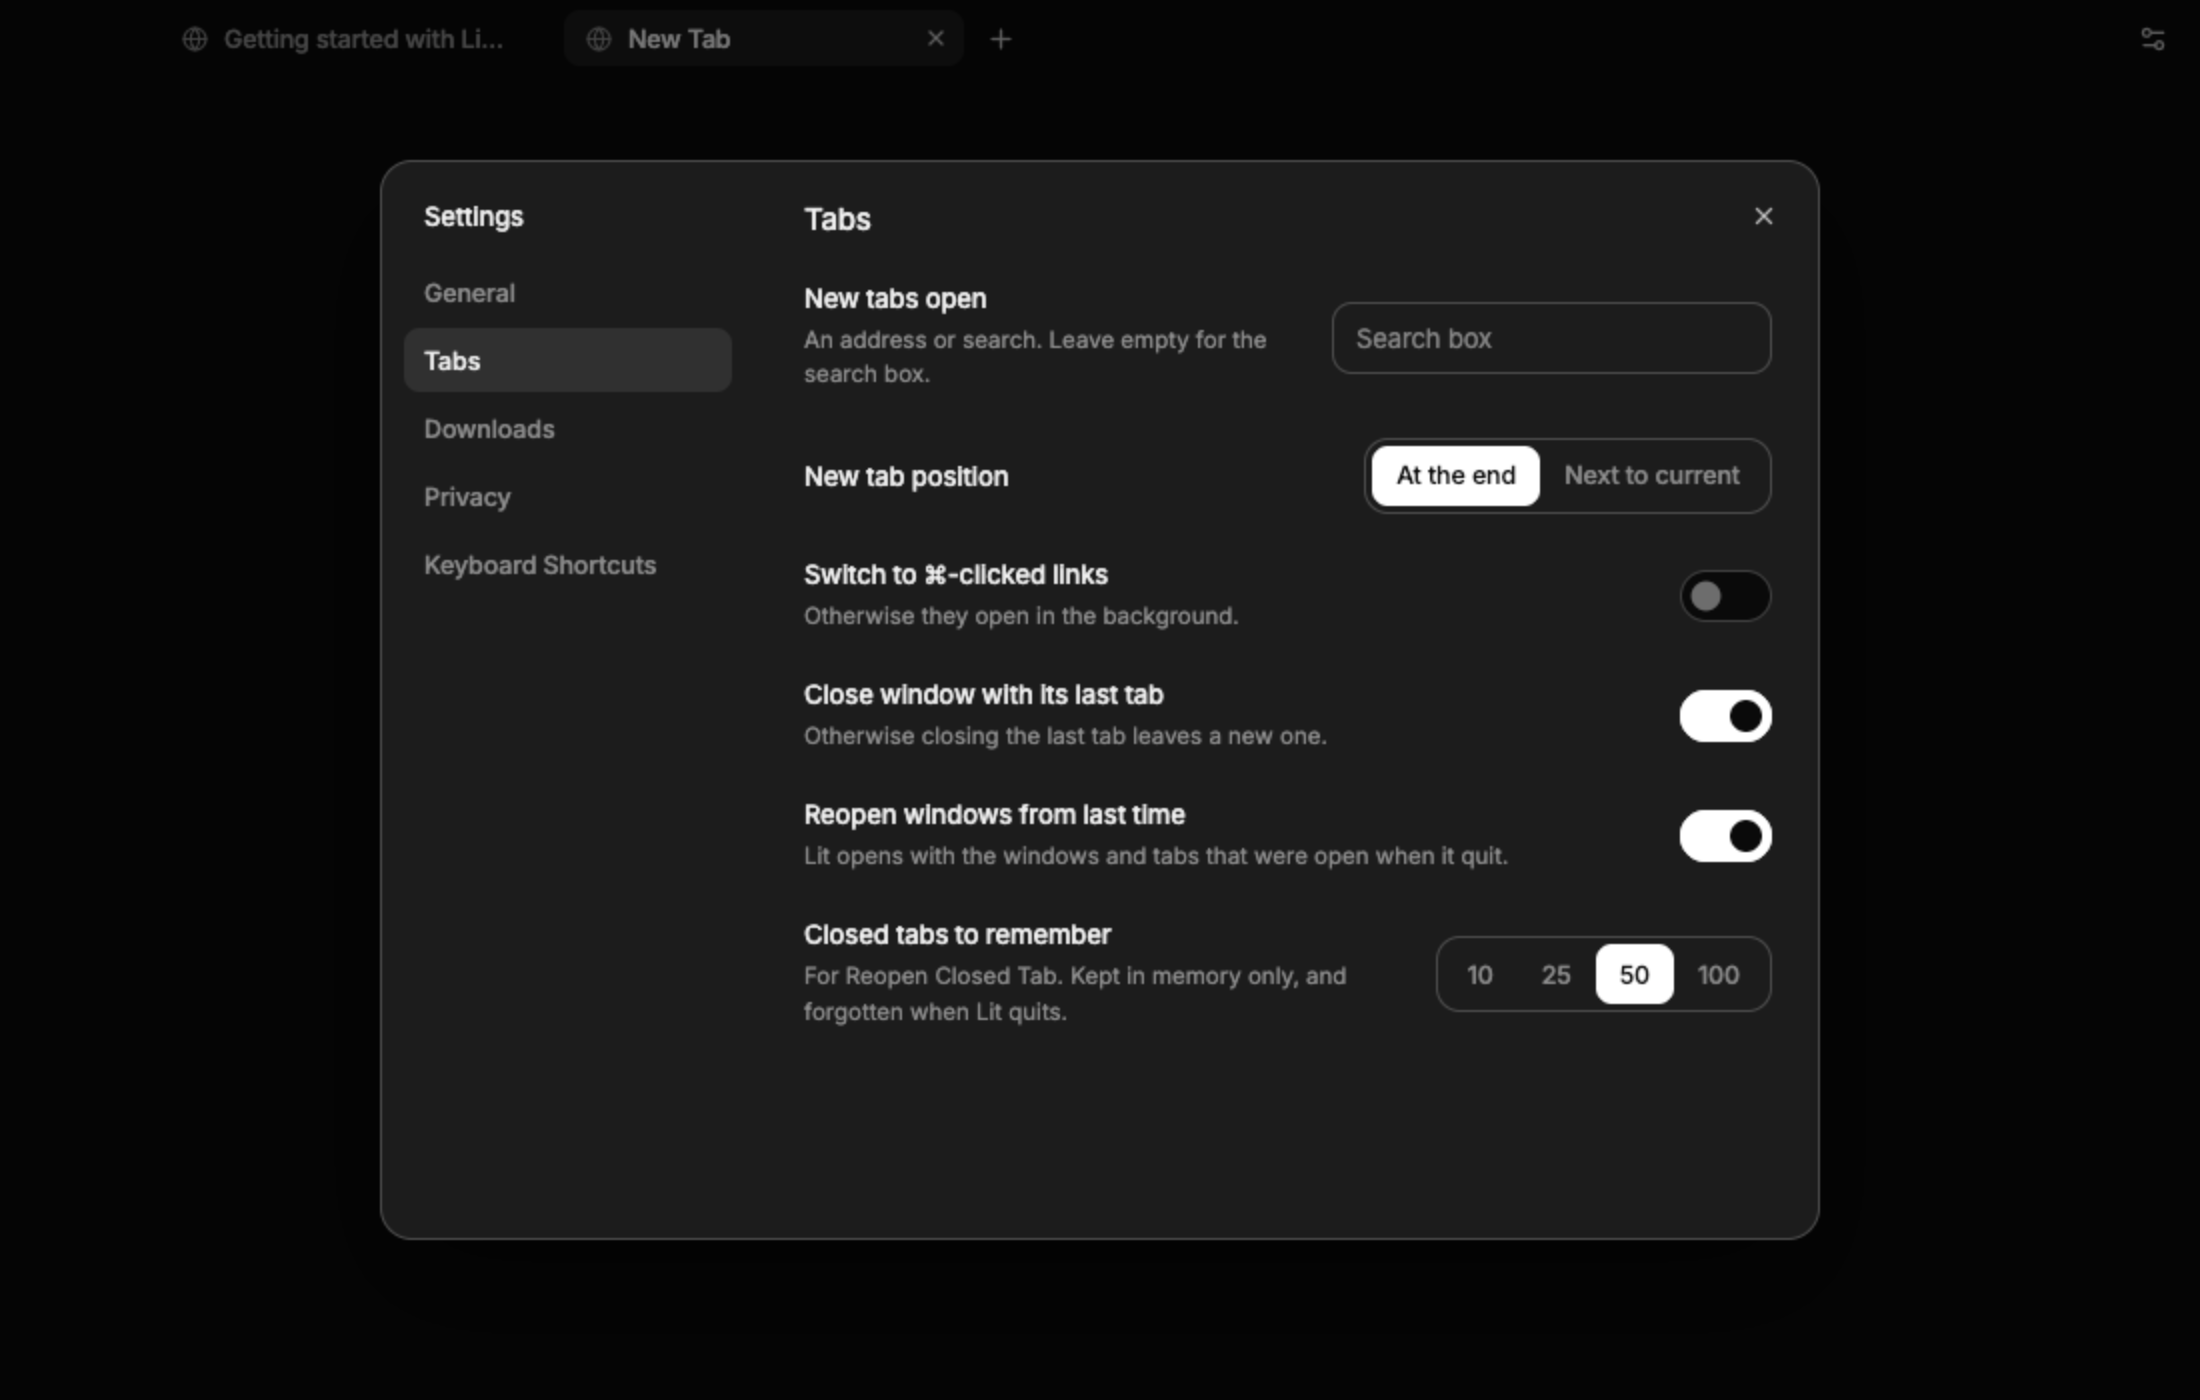 Getting started with Li...
New Tab
Settings
General
Tabs
Downloads
Privacy
Keyboard Shortcuts
Tabs
New tabs open
An address or search. Leave empty for the
search box.
Search box
New tab position
At the end
Next to current
Switch to ⌘-clicked links
Otherwise they open in the background.
Close window with its last tab
Otherwise closing the last tab leaves a new one.
Reopen windows from last time
Lit opens with the windows and tabs that were open when it quit.
Closed tabs to remember
For Reopen Closed Tab. Kept in memory only, and
forgotten when Lit quits.
10 25 50 100